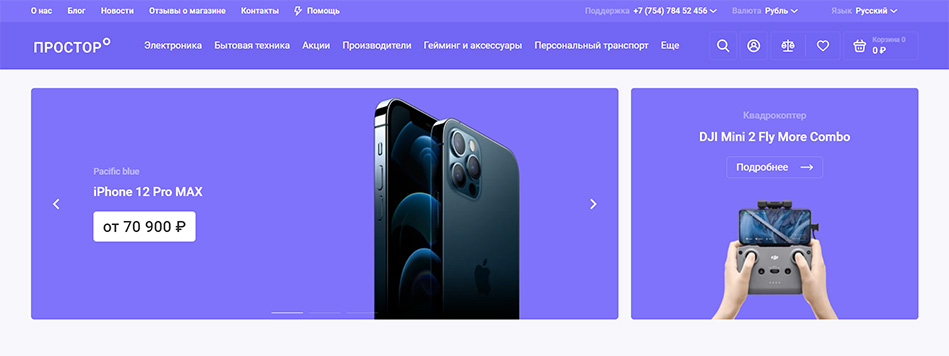 О нас Блог Новости Отзывы о магазине Контакты Помощь Поддержка +7 (754) 784 52 456 Валюта Рубль Язык Русский
ПРОСТОР Электроника Бытовая техника Акции Производители Гейминг и аксессуары Персональный транспорт Еще Корзина 0
0 ₽
Pacific blue
iPhone 12 Pro MAX
от 70 900 ₽
Квадрокоптер
DJI Mini 2 Fly More Combo
Подробнее
DJI